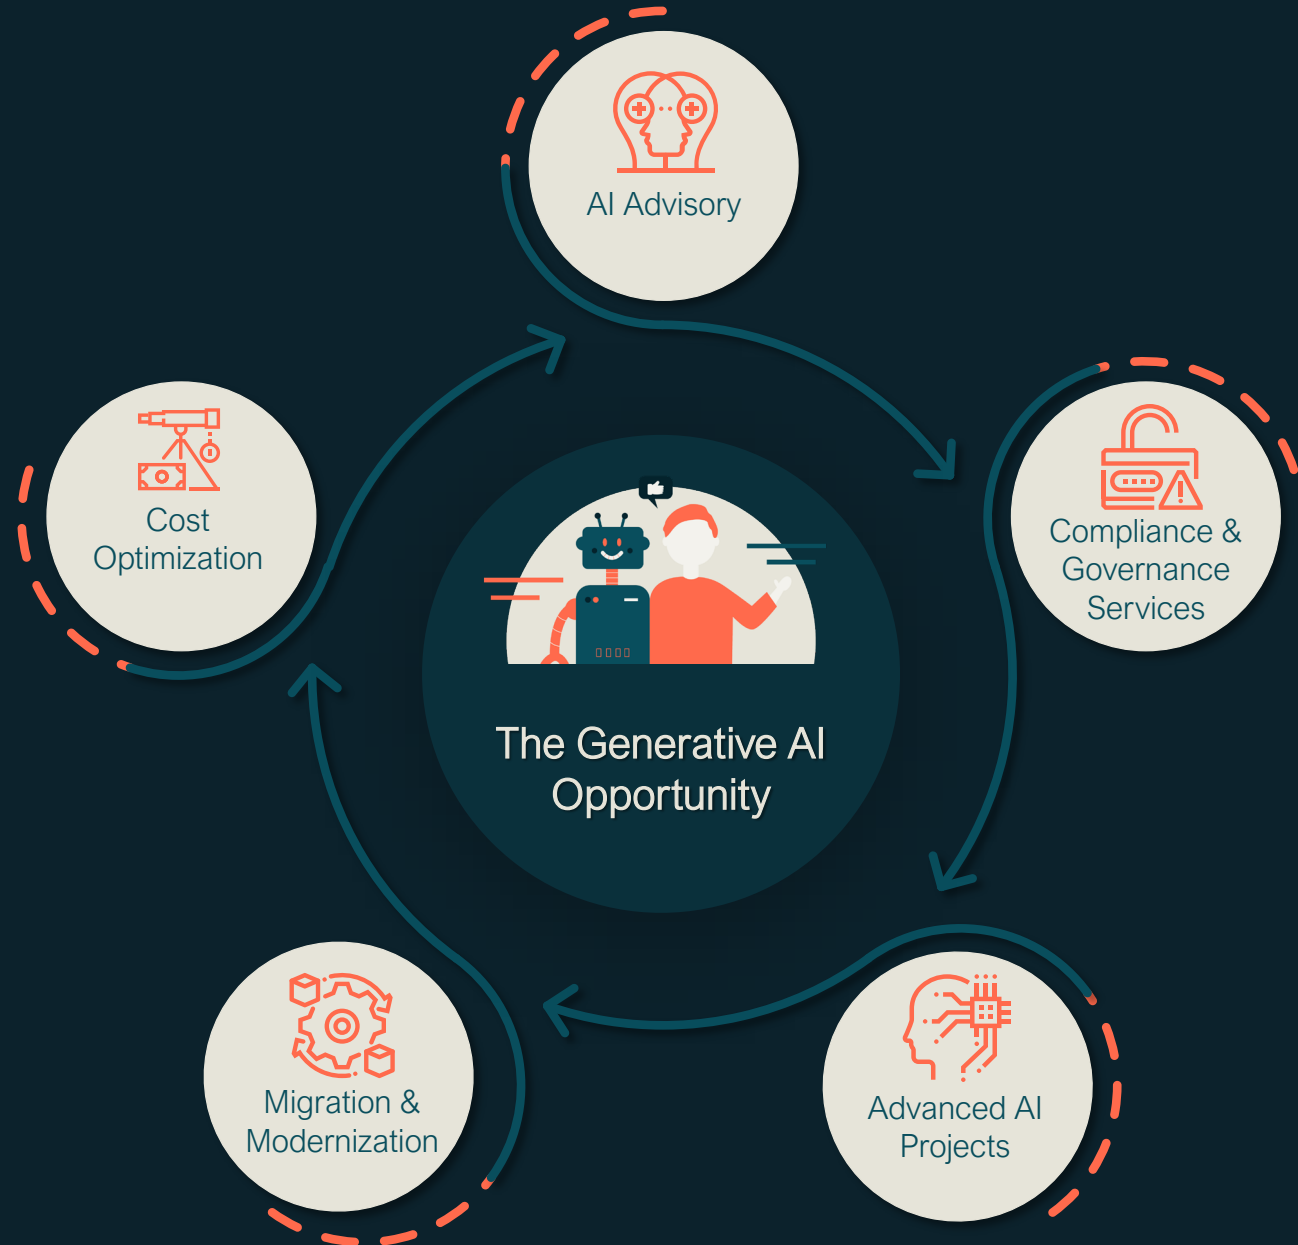 AI Advisory
Compliance &
Governance
Services
Advanced AI
Projects
Migration &
Modernization
Cost
Optimization
The Generative AI
Opportunity